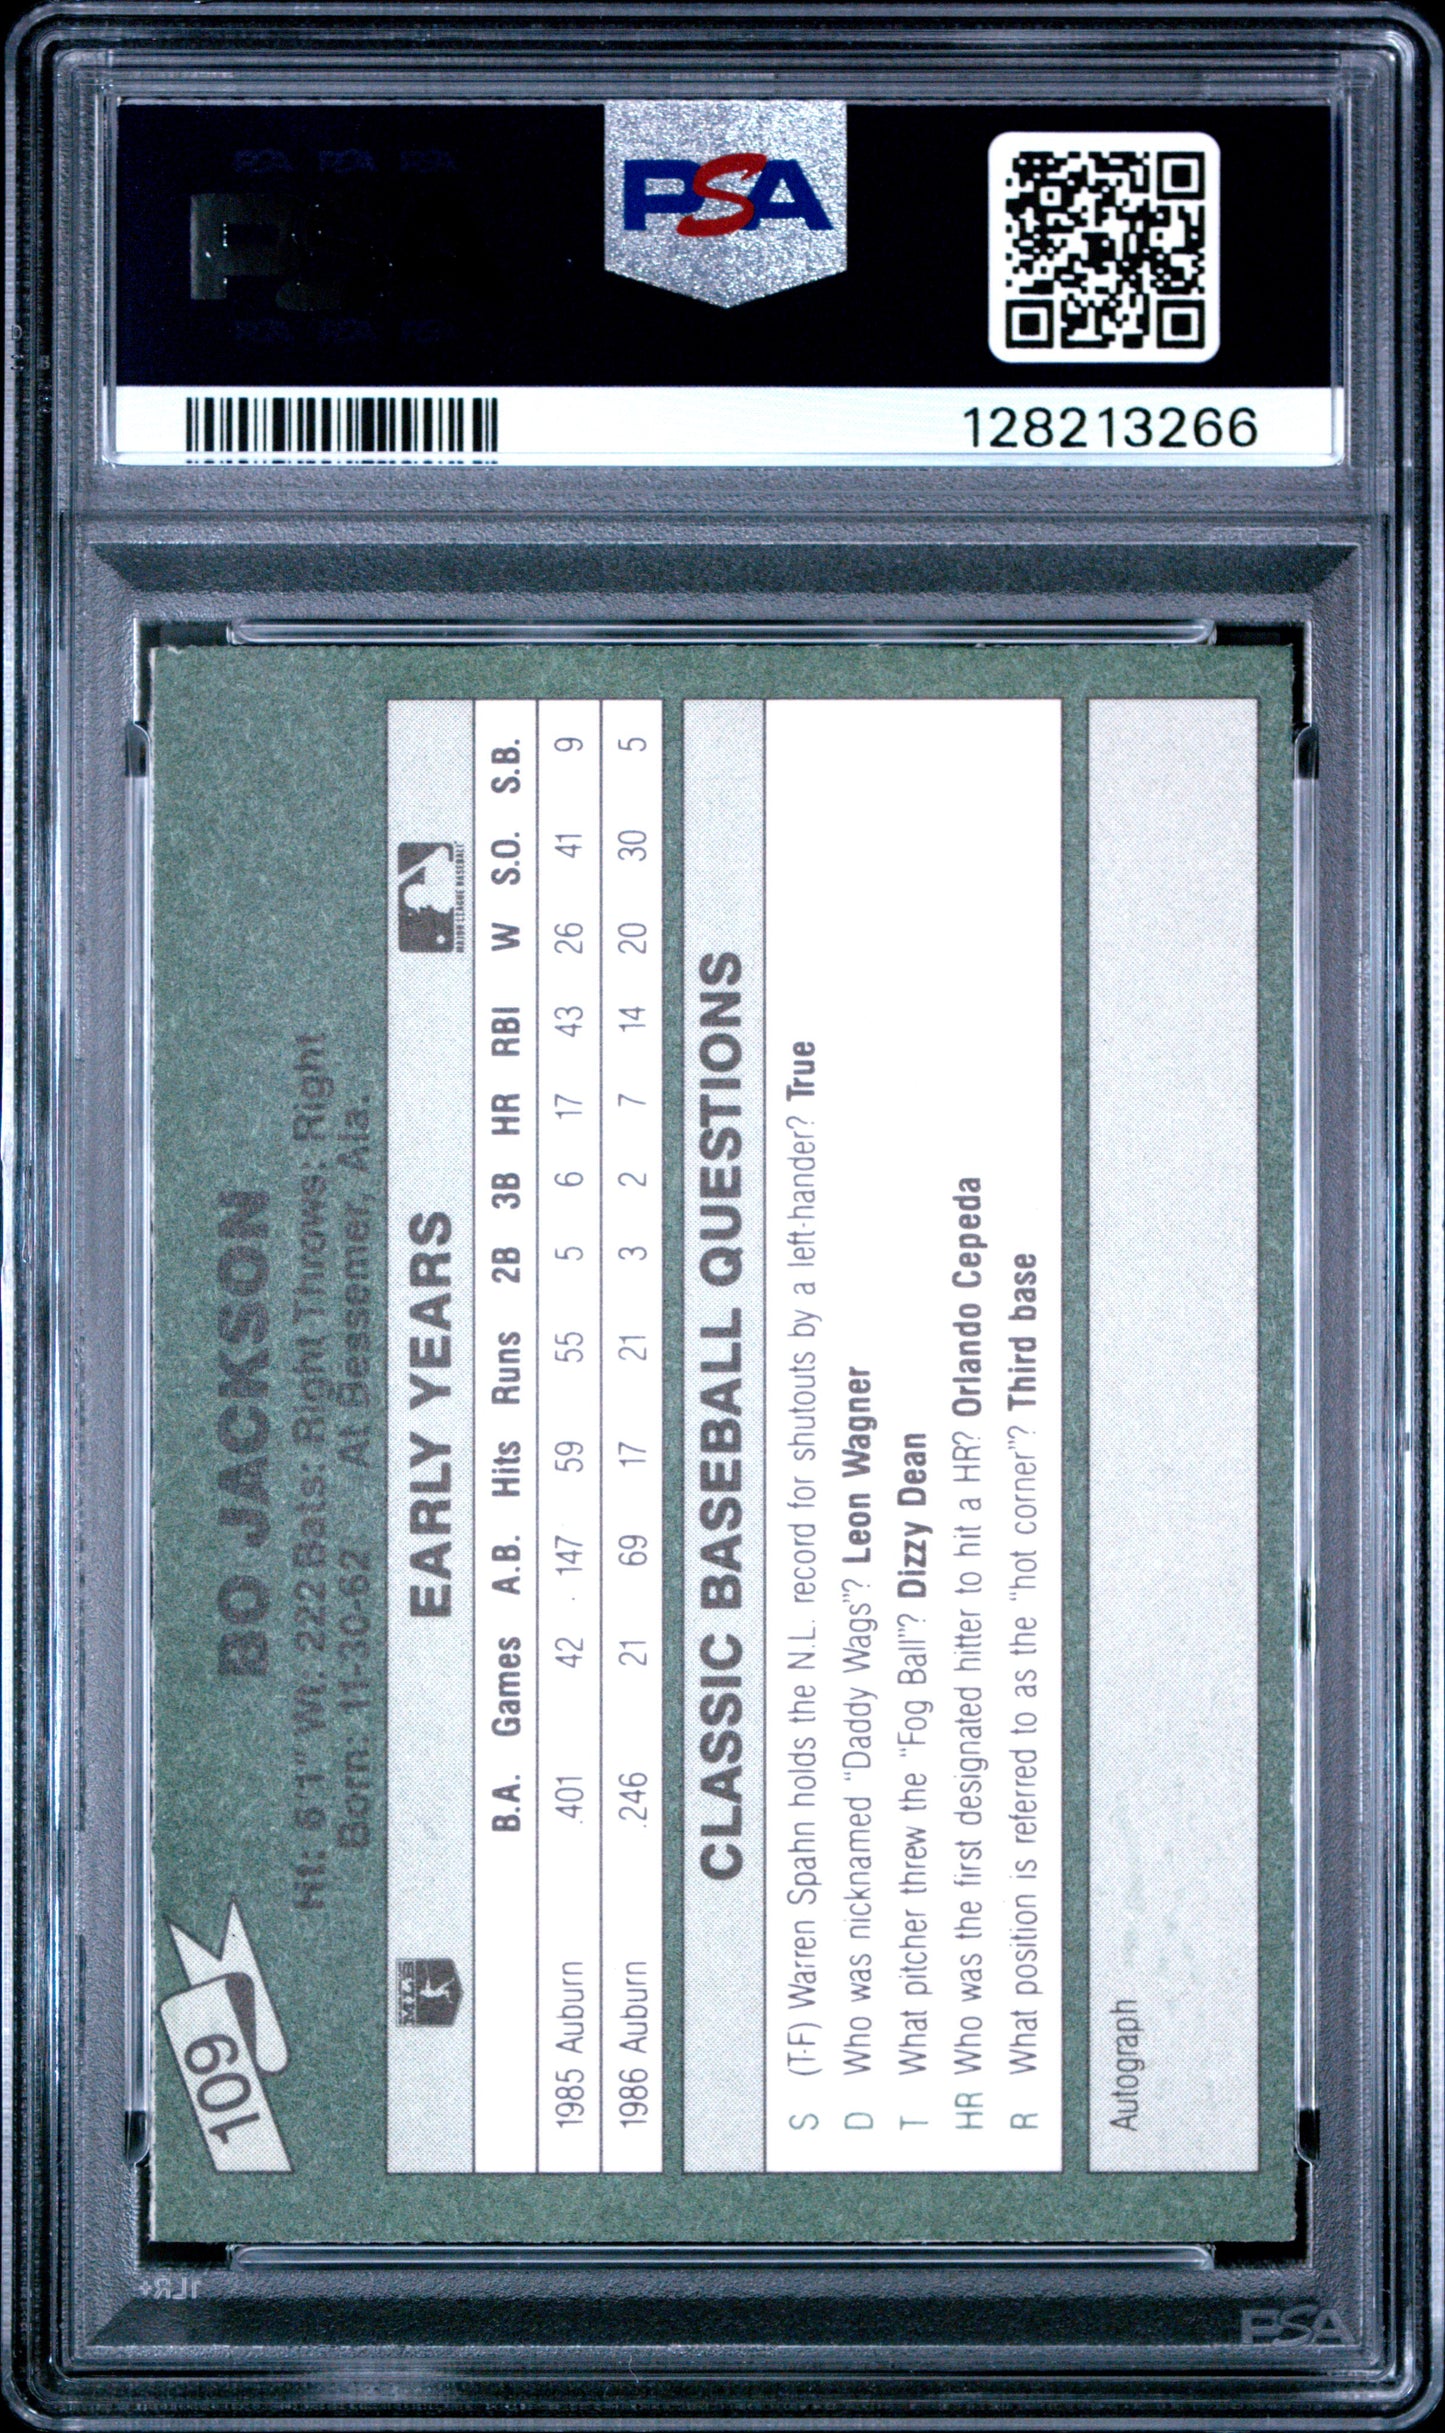 PSA
128213266
109
BO JACKSON
Ht: 6'1" Wt: 222 Bats: Right Throws: Right
Born: 11-30-62 At Bessemer, Ala.
MLB
EARLY YEARS
MAJOR LEAGUE BASEBALL
B.A. Games A.B. Hits Runs 2B 3B HR RBI W S.O. S.B.
1985 Auburn .401 42 147 59 55 5 6 17 43 26 41 9
1986 Auburn .246 21 69 17 21 3 2 7 14 20 30 5
CLASSIC BASEBALL QUESTIONS
S (T-F) Warren Spahn holds the N.L. record for shutouts by a left-hander? True
D Who was nicknamed "Daddy Wags"? Leon Wagner
T What pitcher threw the "Fog Ball"? Dizzy Dean
HR Who was the first designated hitter to hit a HR? Orlando Cepeda
R What position is referred to as the "hot corner"? Third base
Autograph
PSA